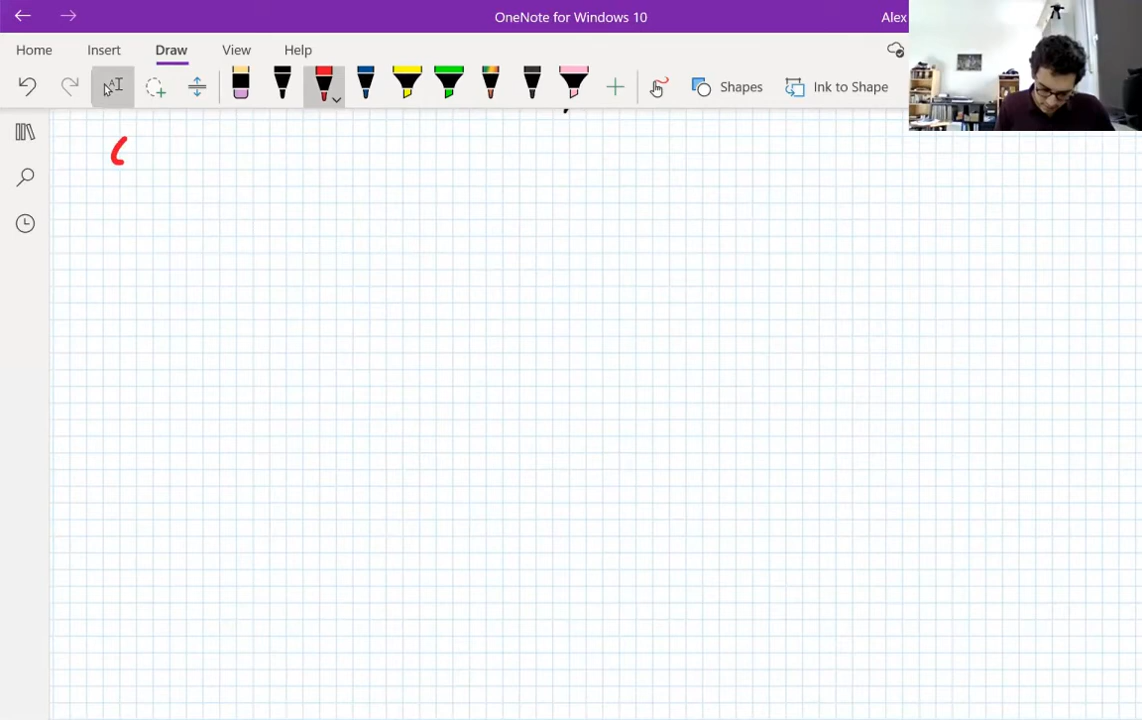 OneNote for Windows 10
Alex
Home Insert Draw View Help
Shapes Ink to Shape